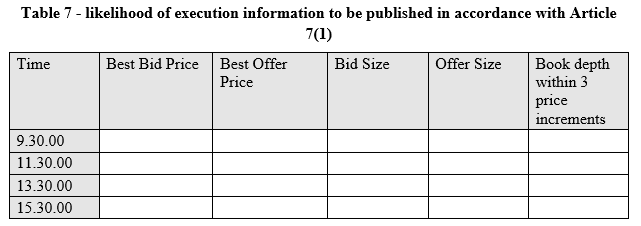 Table 7 - likelihood of execution information to be published in accordance with Article
7(1)
Time Best Bid Price Best Offer Price Bid Size Offer Size Book depth within 3 price increments
9.30.00
11.30.00
13.30.00
15.30.00